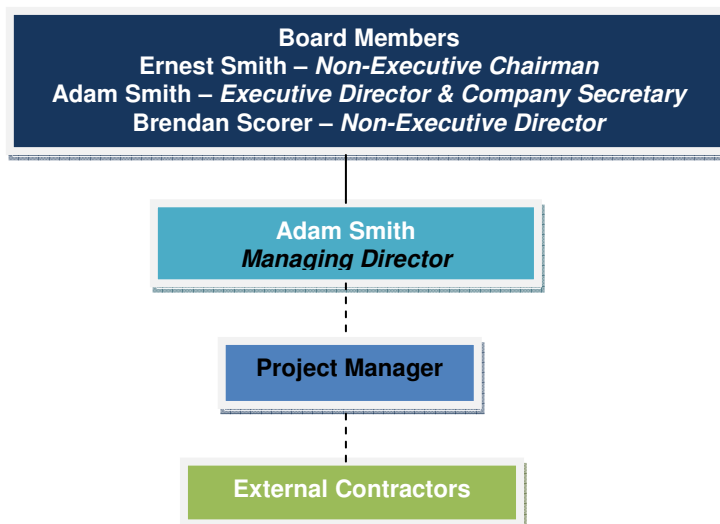 Board Members
Ernest Smith – Non-Executive Chairman
Adam Smith – Executive Director & Company Secretary
Brendan Scorer – Non-Executive Director
Adam Smith
Managing Director
Project Manager
External Contractors